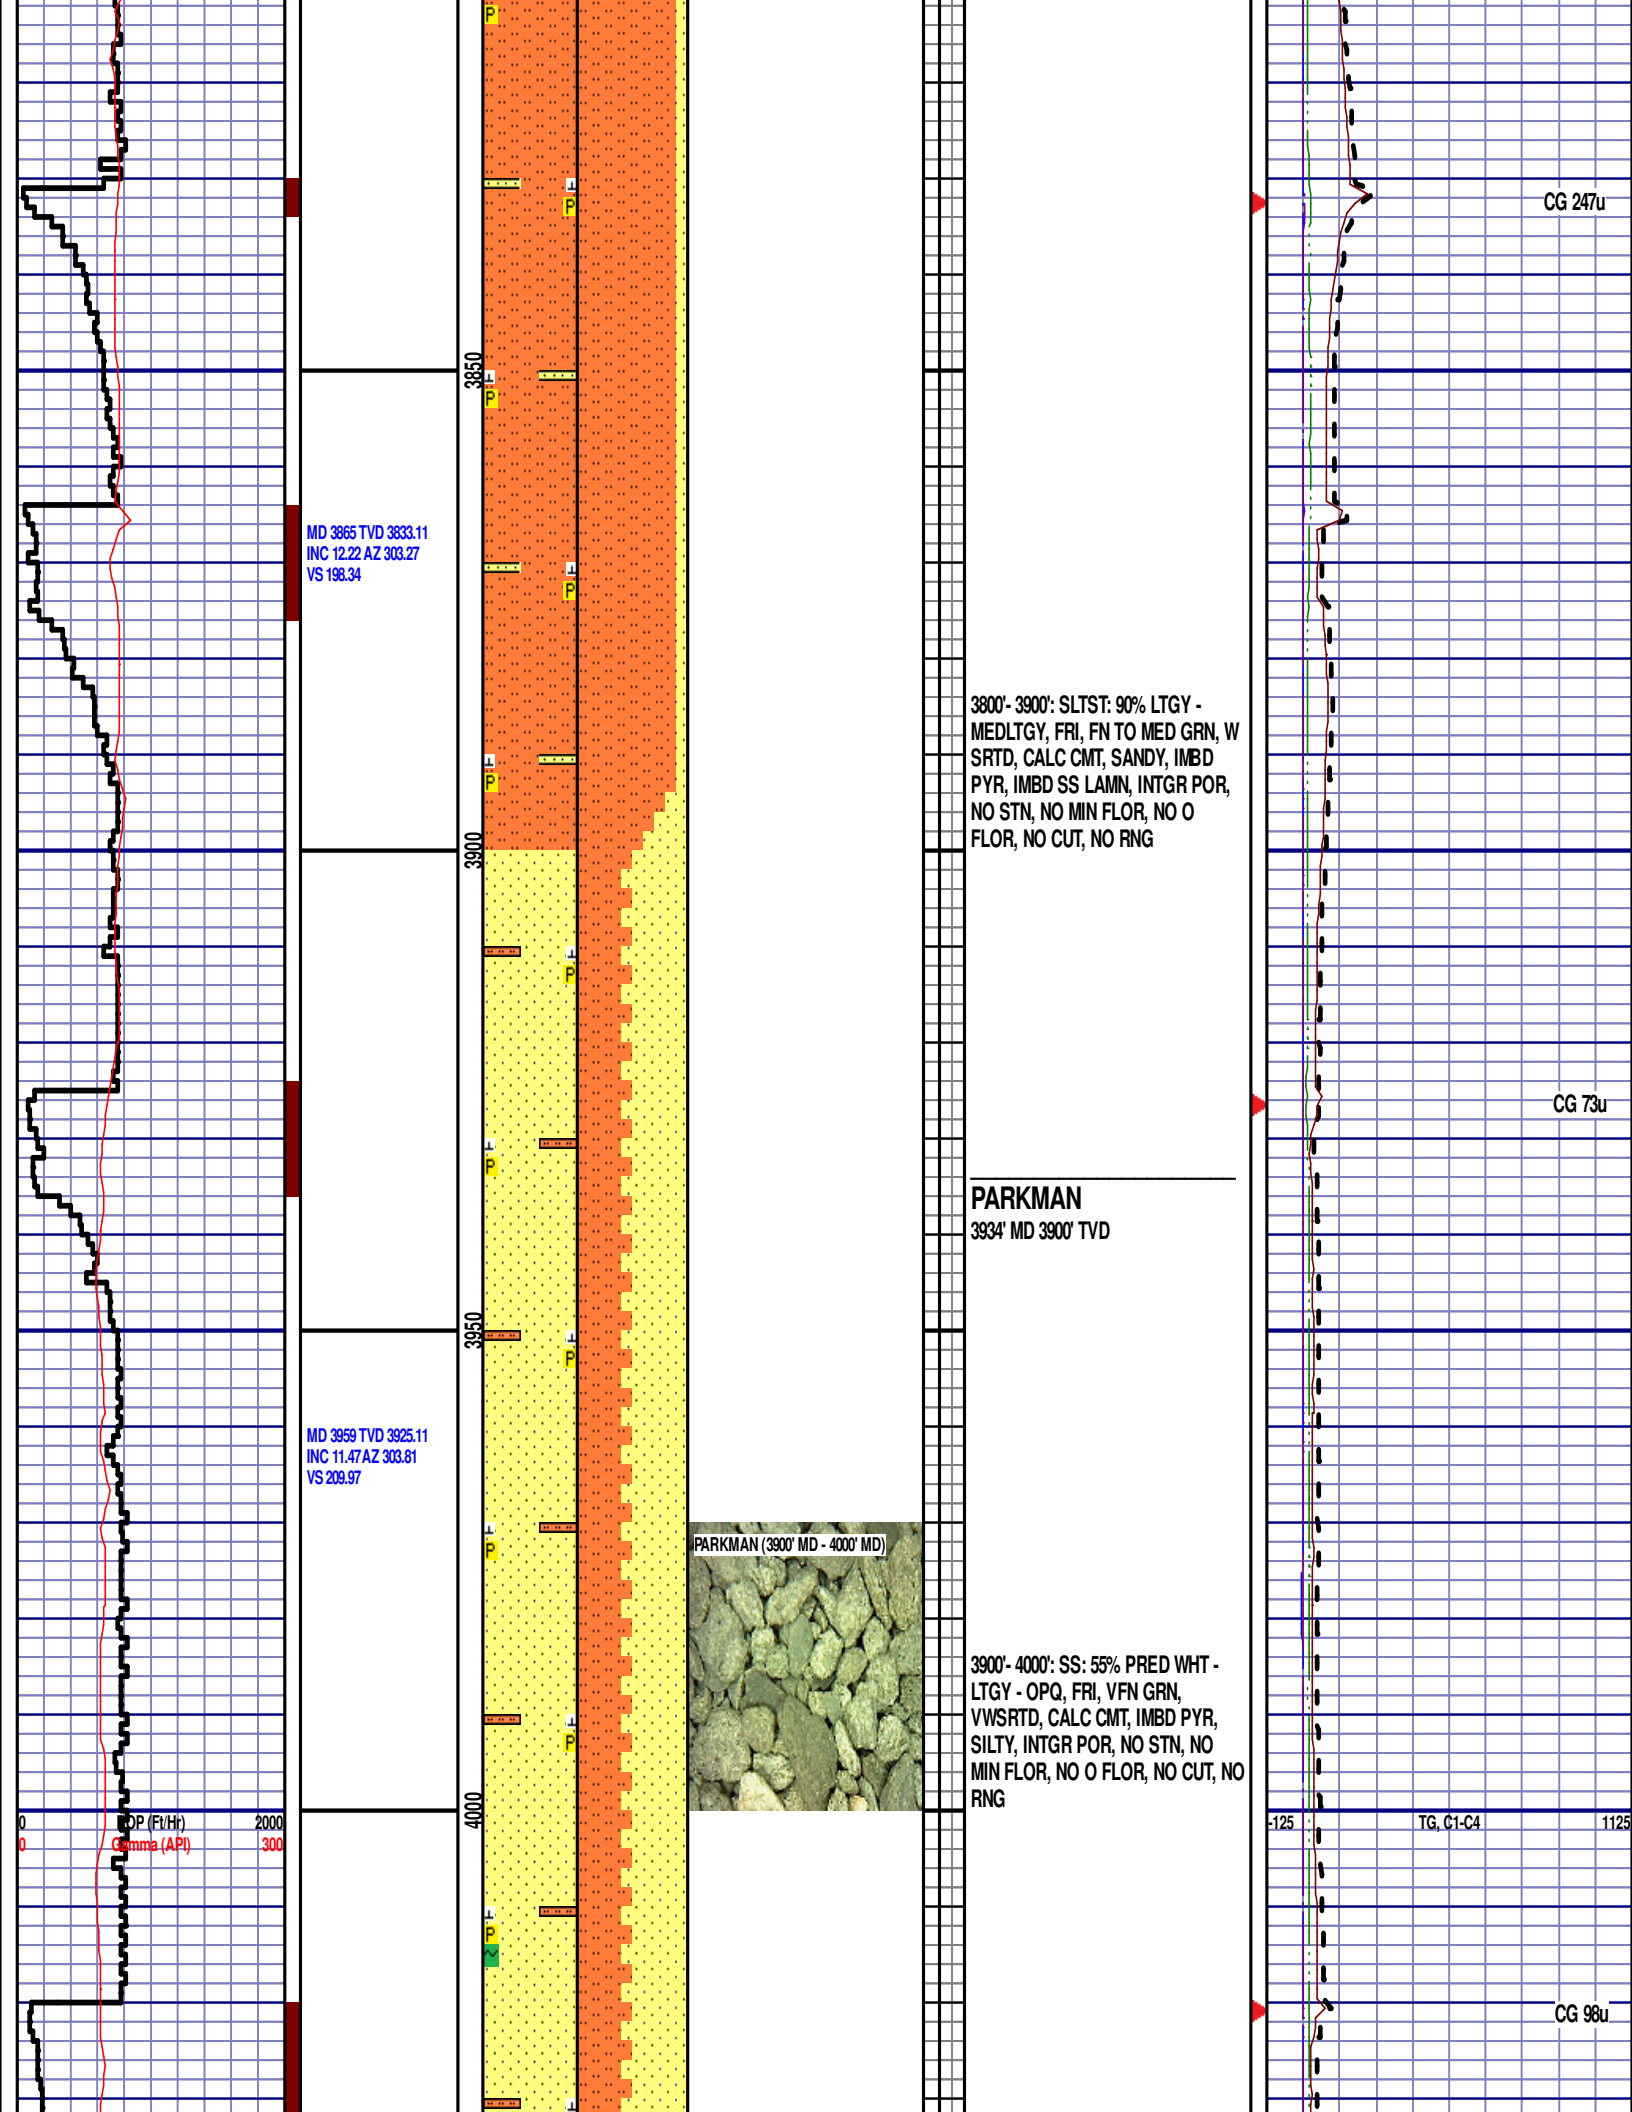 P
CG 247u
P
3850
P
MD 3865 TVD 3833.11
INC 12.22 AZ 303.27
VS 198.34
P
3800'- 3900': SLTST: 90% LTGY -
MEDLTGY, FRI, FN TO MED GRN, W
SRTD, CALC CMT, SANDY, IMBD
PYR, IMBD SS LAMN, INTGR POR,
NO STN, NO MIN FLOR, NO O
FLOR, NO CUT, NO RNG
P
3900
P
CG 73u
P
PARKMAN
3934' MD 3900' TVD
3950
P
MD 3959 TVD 3925.11
INC 11.47 AZ 303.81
VS 209.97
P
PARKMAN (3900' MD - 4000' MD)
3900'- 4000': SS: 55% PRED WHT -
LTGY - OPQ, FRI, VFN GRN,
VWSRTD, CALC CMT, IMBD PYR,
SILTY, INTGR POR, NO STN, NO
MIN FLOR, NO O FLOR, NO CUT, NO
RNG
P
4000
0 OP (Ft/Hr) 2000
0 Gamma (API) 300
-125 TG, C1-C4 1125
P
~
CG 98u